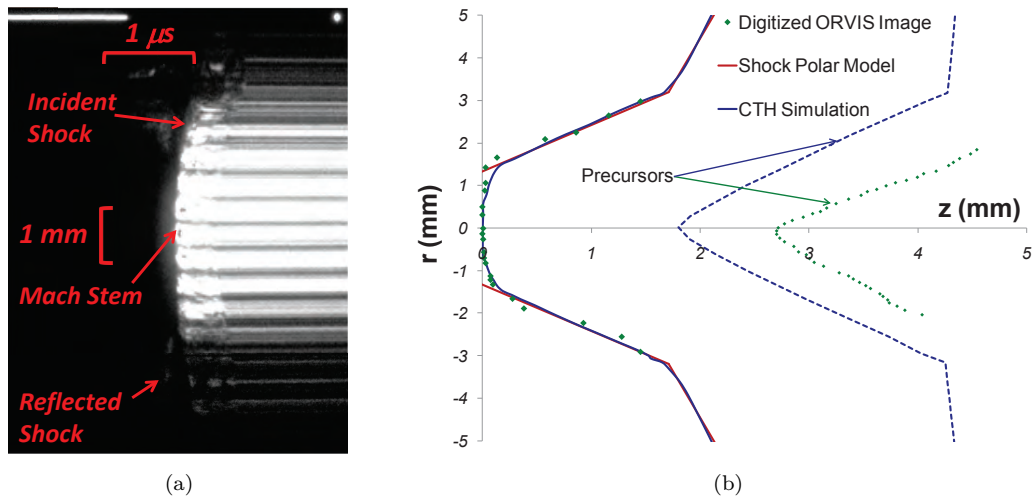 1 μs
Incident
Shock
1 mm
Mach Stem
Reflected
Shock
(a)
Digitized ORVIS Image
Shock Polar Model
CTH Simulation
Precursors
r (mm)
z (mm)
5
4
3
2
1
0
-1
-2
-3
-4
-5
0 1 2 3 4 5
(b)